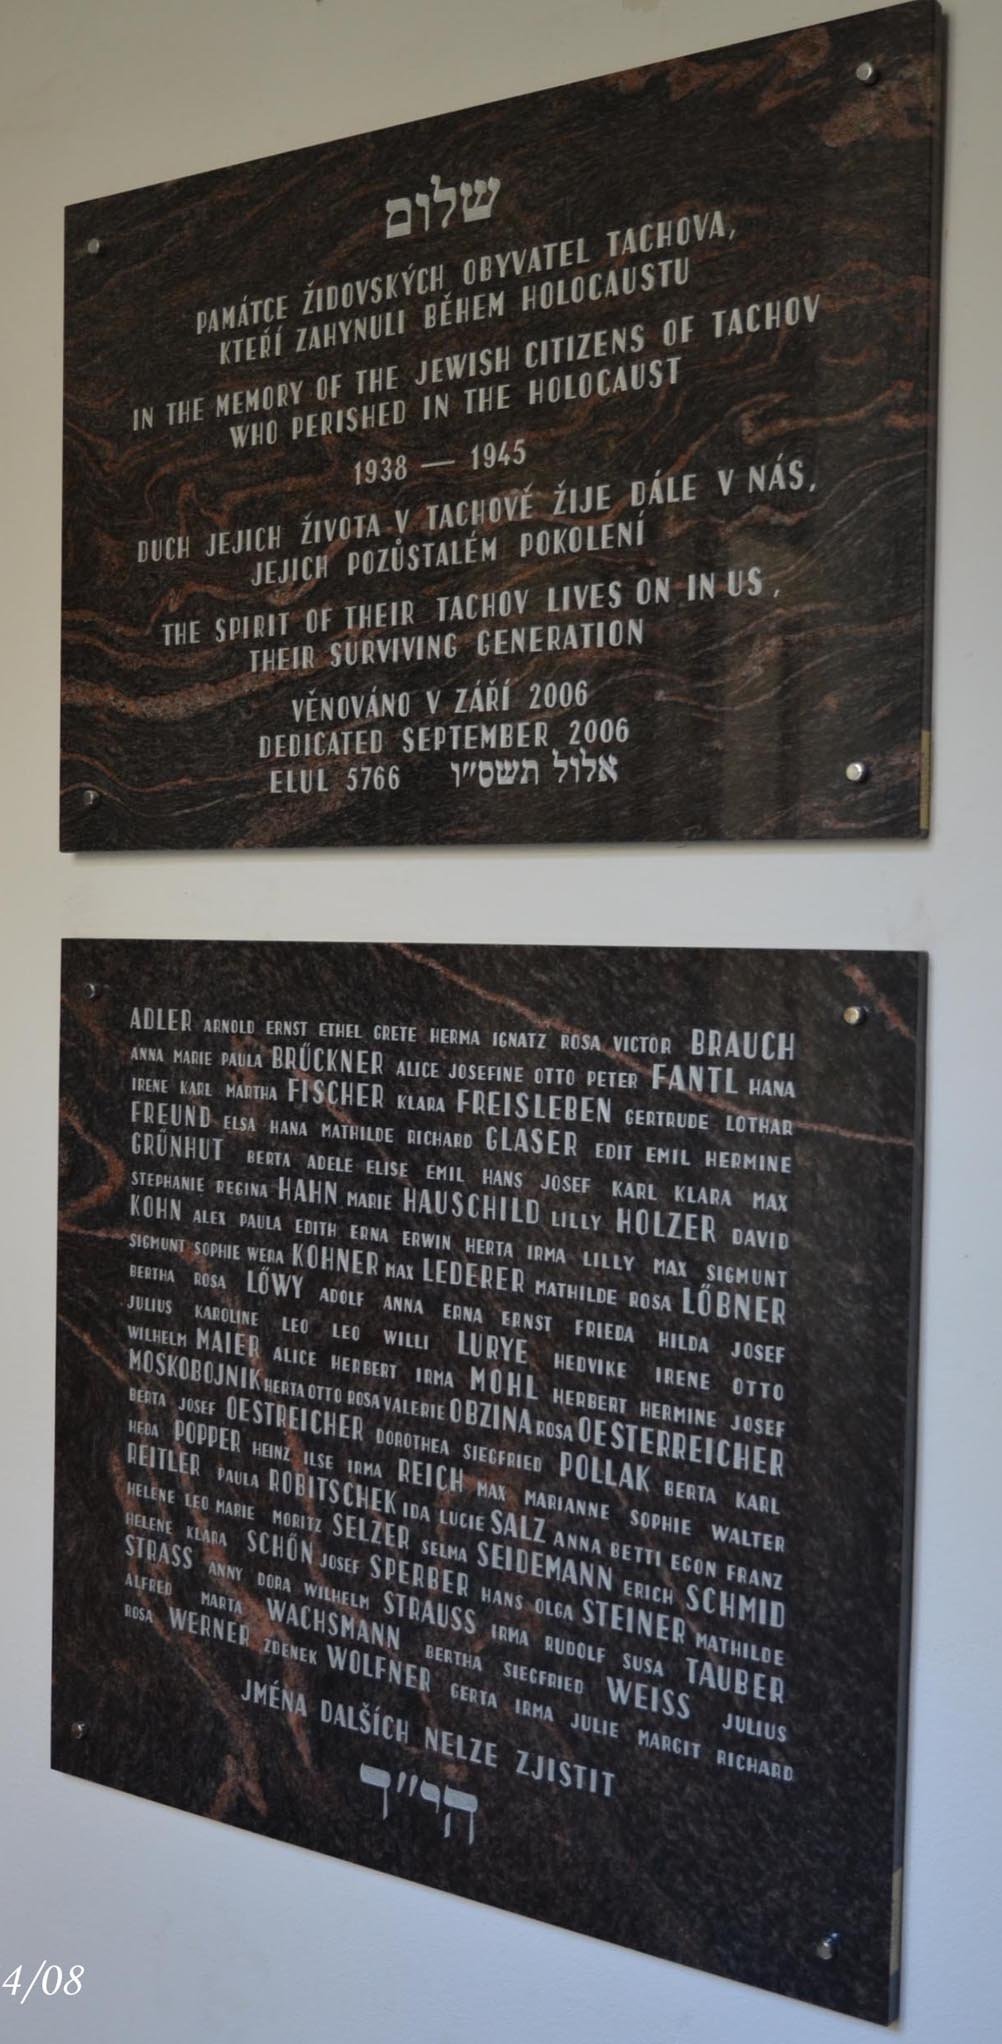 שלום
PAMÁTCE ŽIDOVSKÝCH OBYVATEL TACHOVA,
KTEŘÍ ZAHYNULI BĚHEM HOLOCAUSTU
IN THE MEMORY OF THE JEWISH CITIZENS OF TACHOV
WHO PERISHED IN THE HOLOCAUST
1938 — 1945
DUCH JEJICH ŽIVOTA V TACHOVĚ ŽIJE DÁLE V NÁS,
JEJICH POZŮSTALÉM POKOLENÍ
THE SPIRIT OF THEIR TACHOV LIVES ON IN US,
THEIR SURVIVING GENERATION
VĚNOVÁNO V ZÁŘÍ 2006
DEDICATED SEPTEMBER 2006
ELUL 5766 אלול תשס"ו
ADLER ARNOLD ERNST ETHEL GRETE HERMA IGNATZ ROSA VICTOR BRAUCH
ANNA MARIE PAULA BRŰCKNER ALICE JOSEFINE OTTO PETER FANTL HANA
IRENE KARL MARTHA FISCHER KLARA FREISLEBEN GERTRUDE LOTHAR
FREUND ELSA HANA MATHILDE RICHARD GLASER EDIT EMIL HERMINE
GRŰNHUT BERTA ADELE ELISE EMIL HANS JOSEF KARL KLARA MAX
STEPHANIE REGINA HAHN MARIE HAUSCHILD LILLY HOLZER DAVID
KOHN ALEX PAULA EDITH ERNA ERWIN HERTA IRMA LILLY MAX SIGMUNT
SIGMUNT SOPHIE WERA KOHNER MAX LEDERER MATHILDE ROSA LŐBNER
BERTHA ROSA LŐWY ADOLF ANNA ERNA ERNST FRIEDA HILDA JOSEF
JULIUS KAROLINE LEO LEO WILLI LURYE HEDVIKE IRENE OTTO
WILHELM MAIER ALICE HERBERT IRMA MOHL HERBERT HERMINE JOSEF
MOSKOBOJNIK HERTA OTTO ROSA VALERIE OBZINA ROSA OESTERREICHER
BERTA JOSEF OESTREICHER DOROTHEA SIEGFRIED POLLAK BERTA KARL
HEDA POPPER HEINZ ILSE IRMA REICH MAX MARIANNE SOPHIE WALTER
REITLER PAULA ROBITSCHEK IDA LUCIE SALZ ANNA BETTI EGON FRANZ
HELENE LEO MARIE MORITZ SELZER SELMA SEIDEMANN ERICH SCHMID
HELENE KLARA SCHŐN JOSEF SPERBER HANS OLGA STEINER MATHILDE
STRASS ANNY DORA WILHELM STRAUSS IRMA RUDOLF SUSA TAUBER
ALFRED MARTA WACHSMANN BERTHA SIEGFRIED WEISS JULIUS
ROSA WERNER ZDENEK WOLFNER GERTA IRMA JULIE MARGIT RICHARD
JMÉNA DALŠÍCH NELZE ZJISTIT
הי"ד
4/08